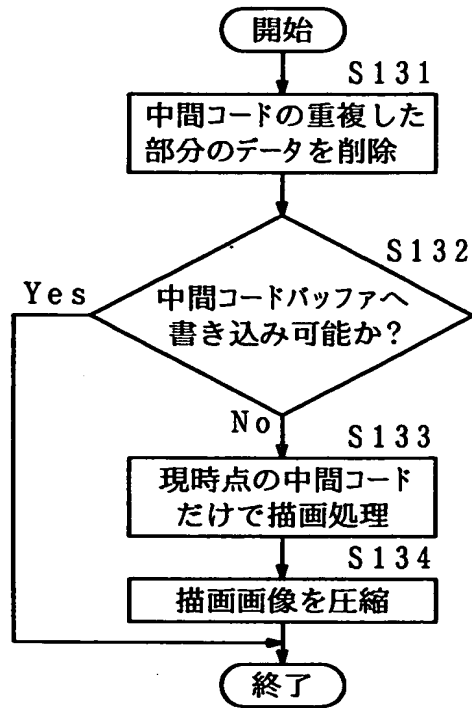 開始
S131
中間コードの重複した
部分のデータを削除
S132
Yes
中間コードバッファへ
書き込み可能か?
No
S133
現時点の中間コード
だけで描画処理
S134
描画画像を圧縮
終了